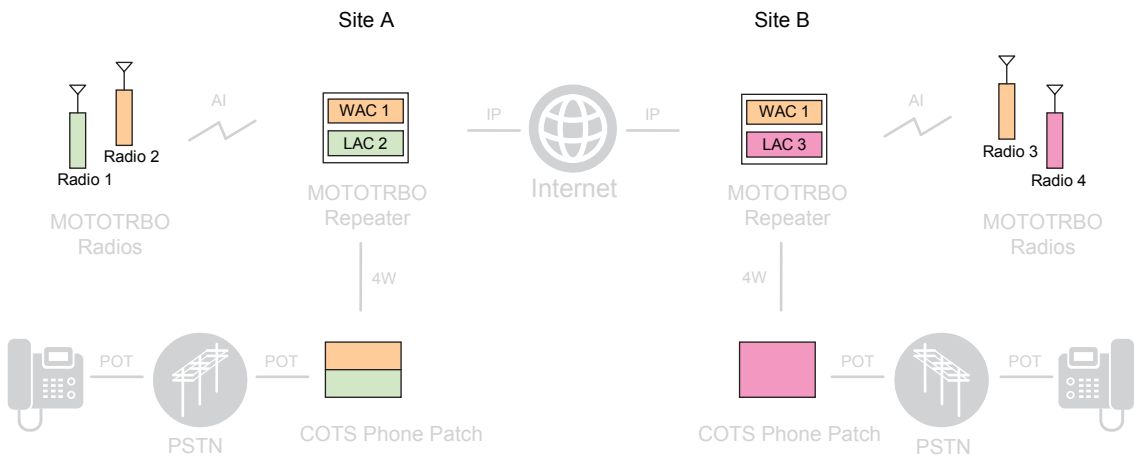 Site A
Site B
WAC 1
LAC 2
WAC 1
LAC 3
AI
IP
IP
AI
Radio 2
Radio 1
Radio 3
Radio 4
Internet
MOTOTRBO
Radios
MOTOTRBO
Repeater
MOTOTRBO
Repeater
MOTOTRBO
Radios
4W
4W
POT
POT
POT
POT
PSTN
COTS Phone Patch
COTS Phone Patch
PSTN